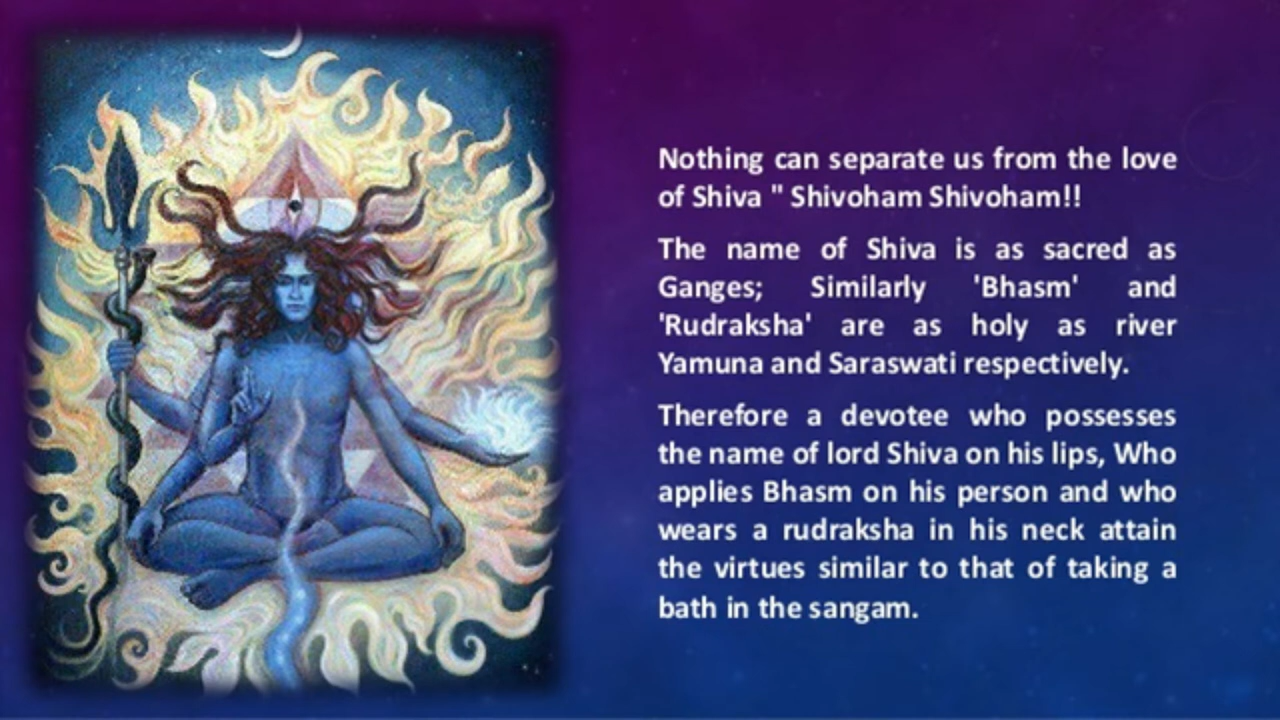 Nothing can separate us from the love
of Shiva " Shivoham Shivoham!!
The name of Shiva is as sacred as
Ganges; Similarly 'Bhasm' and
'Rudraksha' are as holy as river
Yamuna and Saraswati respectively.
Therefore a devotee who possesses
the name of lord Shiva on his lips, Who
applies Bhasm on his person and who
wears a rudraksha in his neck attain
the virtues similar to that of taking a
bath in the sangam.